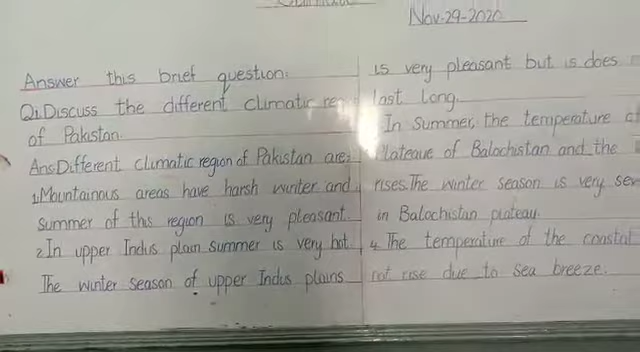 Nov-29-2020
Answer this brief question:
Q1.Discuss the different climatic
of Pakistan.
Ans Different climatic region of Pakistan are:
1.Mountainous areas have harsh winter and
summer of this region is very pleasant.
2.In upper Indus plain summer is very hot.
The winter season of upper Indus plains
is very pleasant but is does
last long.
In summer, the temperature
Plateaue of Balochistan and the
rises.The winter season is very
in Balochistan plateau.
4. The temperature of the coastal
not rise due to sea breeze.